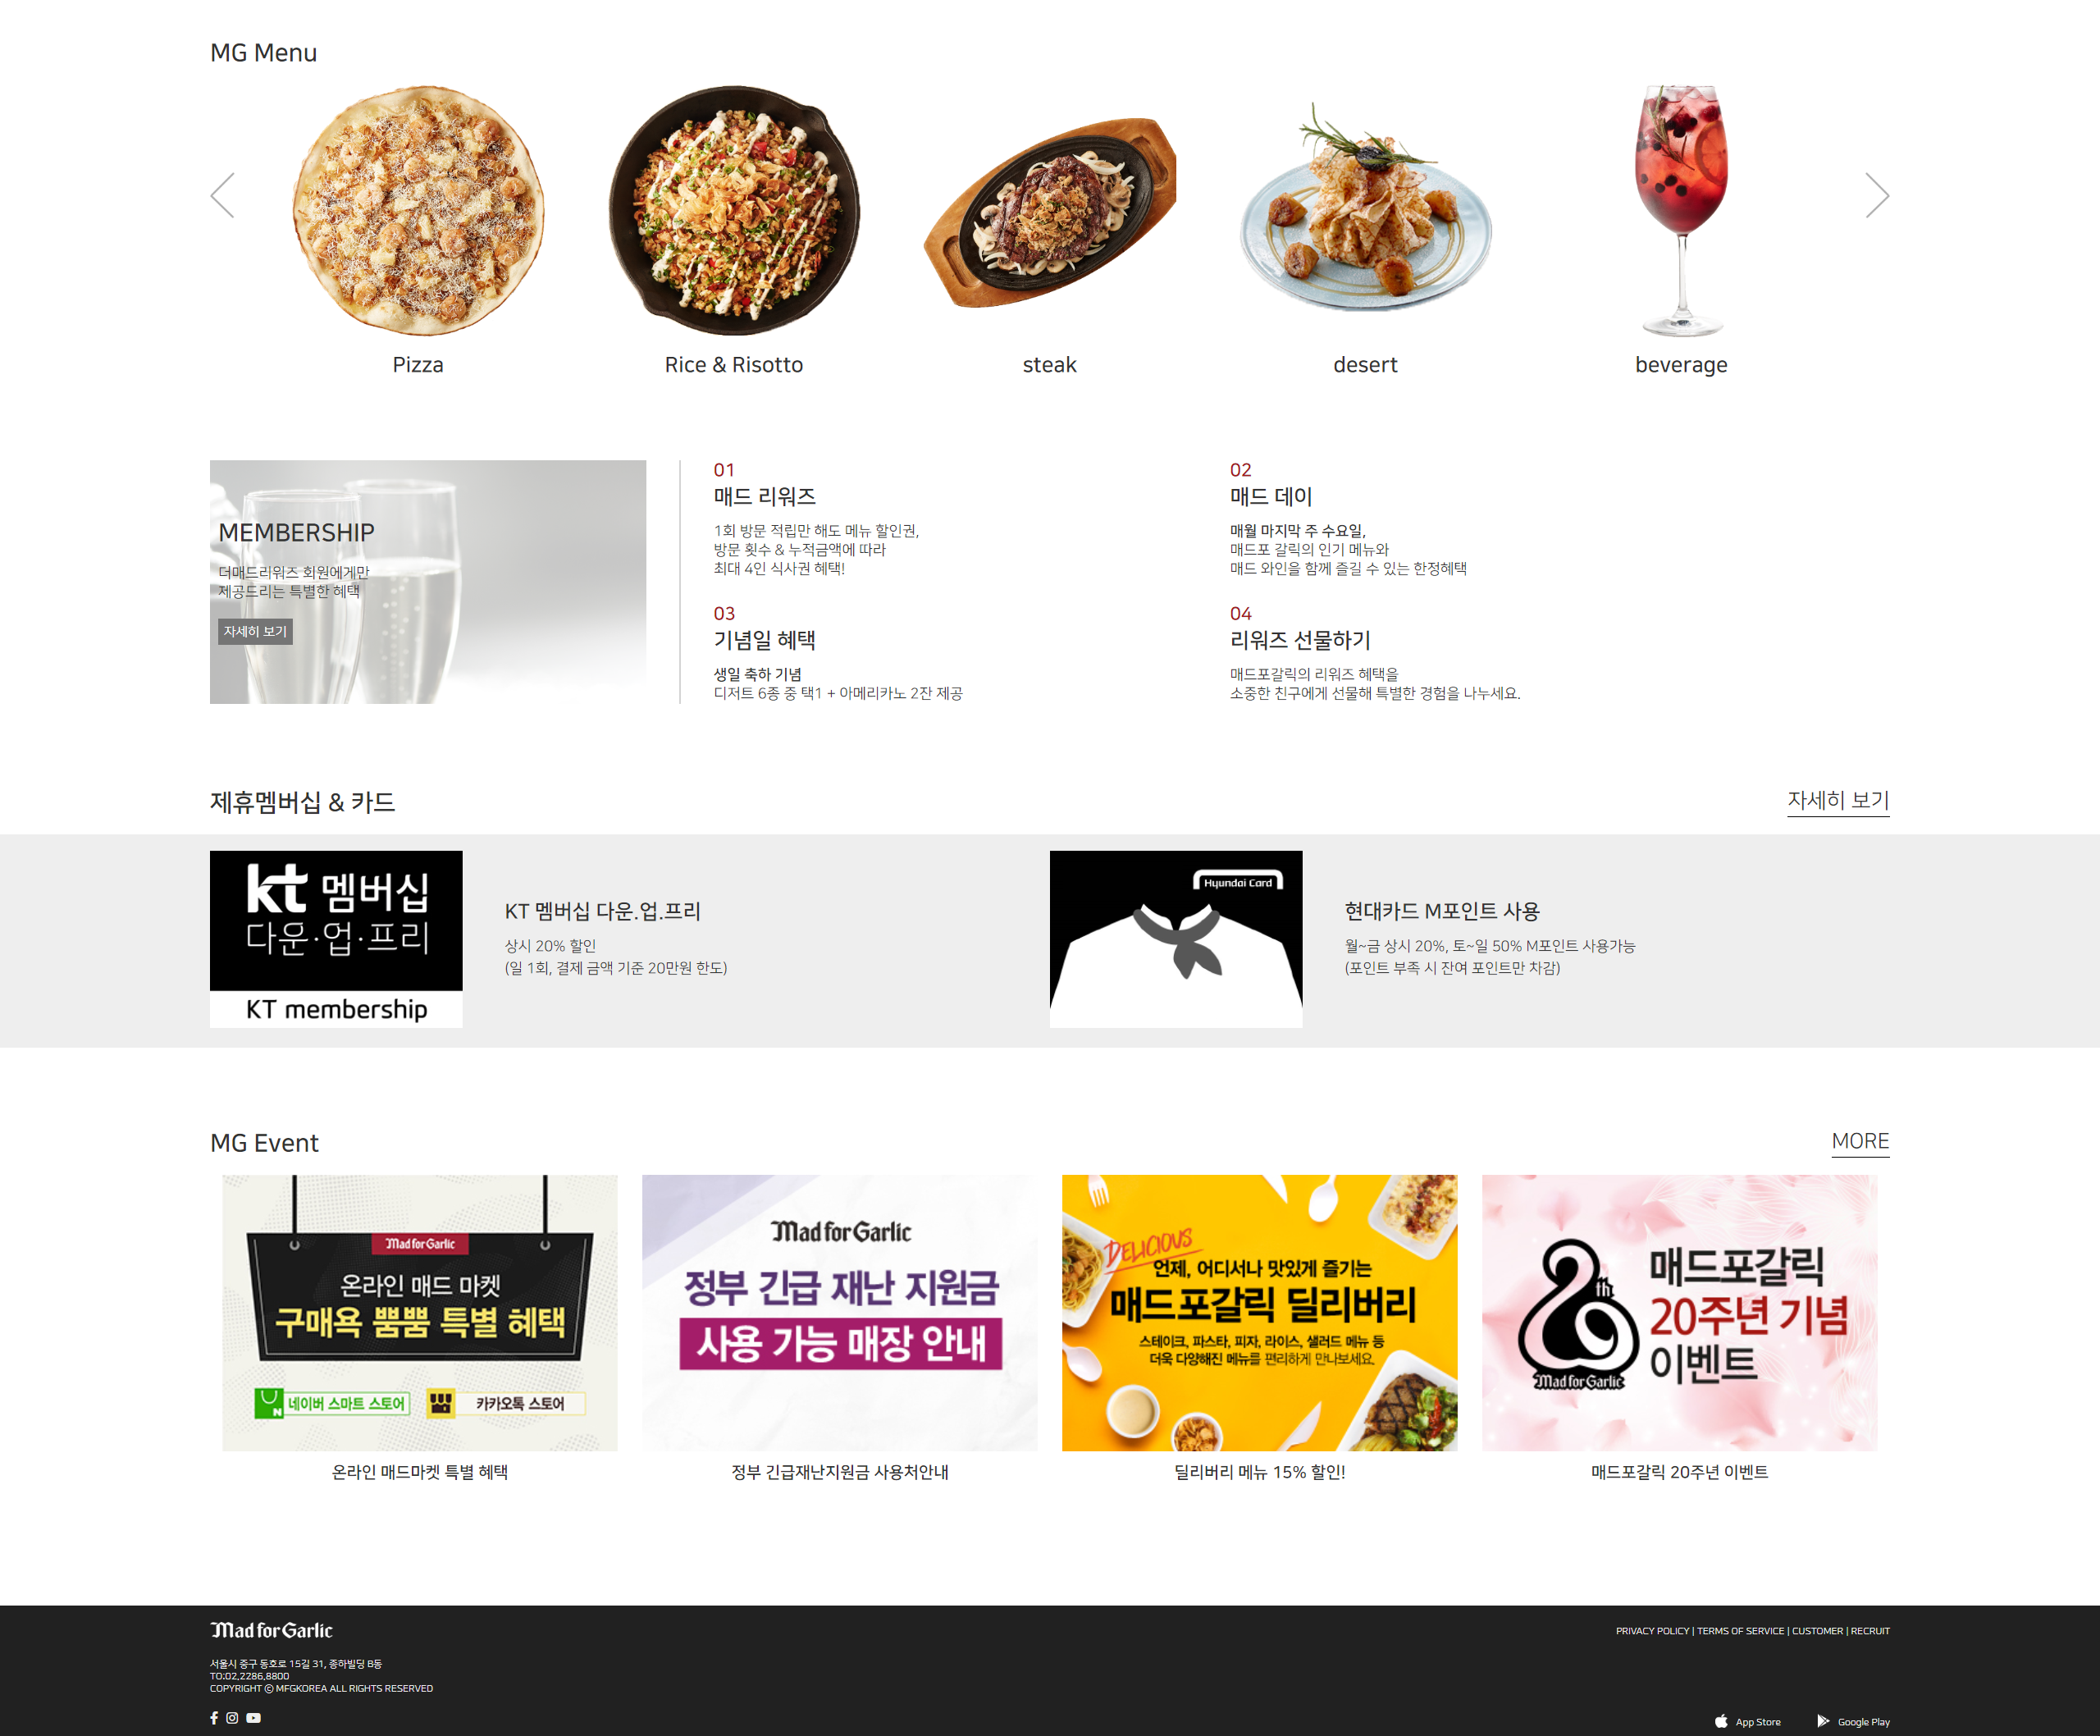 MG Menu
Pizza
Rice & Risotto
steak
desert
beverage
MEMBERSHIP
더매드리워즈 회원에게만
제공드리는 특별한 혜택
자세히 보기
01
매드 리워즈
1회 방문 적립만 해도 메뉴 할인권,
방문 횟수 & 누적금액에 따라
최대 4인 식사권 혜택!
02
매드 데이
매월 마지막 주 수요일,
매드포 갈릭의 인기 메뉴와
매드 와인을 함께 즐길 수 있는 한정혜택
03
기념일 혜택
생일 축하 기념
디저트 6종 중 택1 + 아메리카노 2잔 제공
04
리워즈 선물하기
매드포갈릭의 리워즈 혜택을
소중한 친구에게 선물해 특별한 경험을 나누세요.
제휴멤버십 & 카드
자세히 보기
kt 멤버십
다운·업·프리
KT membership
KT 멤버십 다운.업.프리
상시 20% 할인
(일 1회, 결제 금액 기준 20만원 한도)
Hyundai Card
현대카드 M포인트 사용
월~금 상시 20%, 토~일 50% M포인트 사용가능
(포인트 부족 시 잔여 포인트만 차감)
MG Event
MORE
Mad for Garlic
온라인 매드 마켓
구매욕 뿜뿜 특별 혜택
N
네이버 스마트 스토어
카카오톡 스토어
온라인 매드마켓 특별 혜택
Mad for Garlic
정부 긴급 재난 지원금
사용 가능 매장 안내
정부 긴급재난지원금 사용처안내
DELICIOUS
언제, 어디서나 맛있게 즐기는
매드포갈릭 딜리버리
스테이크, 파스타, 피자, 라이스, 샐러드 메뉴 등
더욱 다양해진 메뉴를 편리하게 만나보세요.
딜리버리 메뉴 15% 할인!
20th
Mad for Garlic
매드포갈릭
20주년 기념
이벤트
매드포갈릭 20주년 이벤트
Mad for Garlic
PRIVACY POLICY | TERMS OF SERVICE | CUSTOMER | RECRUIT
서울시 중구 동호로 15길 31, 종하빌딩 B동
TO:02.2286.8800
COPYRIGHT ⓒ MFGKOREA ALL RIGHTS RESERVED
App Store
Google Play